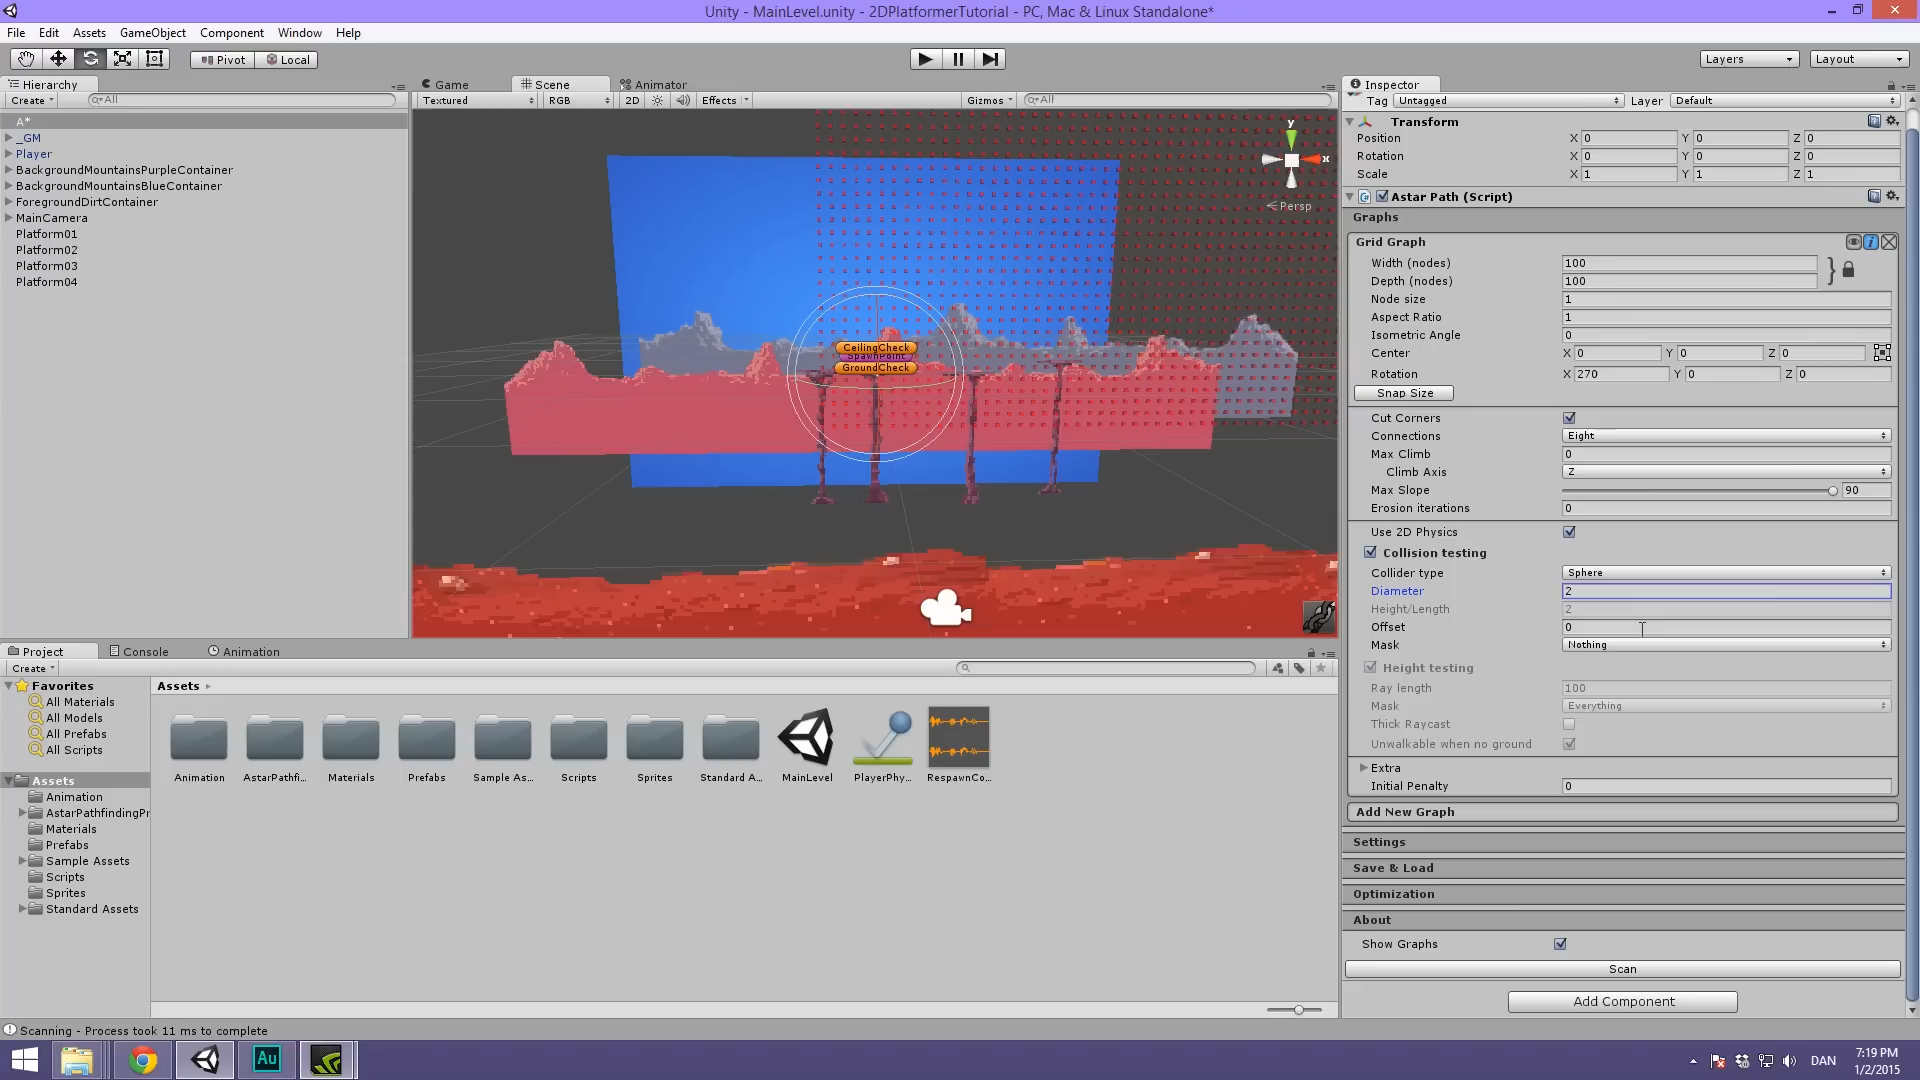 Unity - MainLevel.unity - 2DPlatformerTutorial - PC, Mac & Linux Standalone*
File Edit Assets GameObject Component Window Help
Pivot Local Layers Layout
Hierarchy
Create All
A*
_GM
Player
BackgroundMountainsPurpleContainer
BackgroundMountainsBlueContainer
ForegroundDirtContainer
MainCamera
Platform01
Platform02
Platform03
Platform04
Game Scene Animator
Textured RGB 2D Effects Gizmos All
y
x
Persp
CeilingCheck
SpawnPoint
GroundCheck
Inspector
Tag Untagged Layer Default
Transform
Position X 0 Y 0 Z 0
Rotation X 0 Y 0 Z 0
Scale X 1 Y 1 Z 1
Astar Path (Script)
Graphs
Grid Graph
Width (nodes) 100
Depth (nodes) 100
Node size 1
Aspect Ratio 1
Isometric Angle 0
Center X 0 Y 0 Z 0
Rotation X 270 Y 0 Z 0
Snap Size
Cut Corners
Connections Eight
Max Climb 0
Climb Axis Z
Max Slope 90
Erosion iterations 0
Use 2D Physics
Collision testing
Collider type Sphere
Diameter 2
Height/Length 2
Offset 0
Mask Nothing
Height testing
Ray length 100
Mask Everything
Thick Raycast
Unwalkable when no ground
Extra
Initial Penalty 0
Add New Graph
Settings
Save & Load
Optimization
About
Show Graphs
Scan
Add Component
Project Console Animation
Create
Favorites
All Materials
All Models
All Prefabs
All Scripts
Assets
Animation
AstarPathfindingPr
Materials
Prefabs
Sample Assets
Scripts
Sprites
Standard Assets
Assets
Animation AstarPathfi... Materials Prefabs Sample As... Scripts Sprites Standard A... MainLevel PlayerPhy... RespawnCo...
Scanning - Process took 11 ms to complete
Au
DAN
7:19 PM
1/2/2015